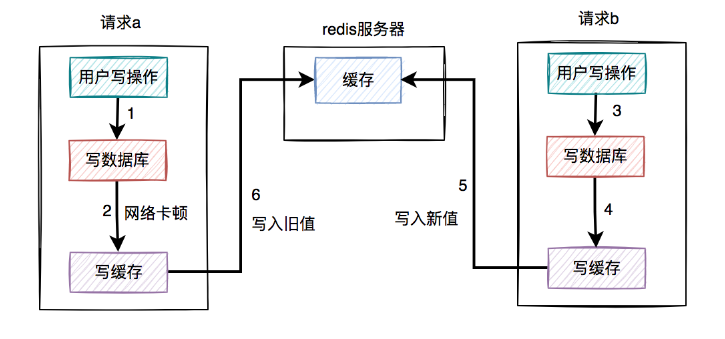 请求a
用户写操作
1
写数据库
2
网络卡顿
写缓存
redis服务器
缓存
6
写入旧值
5
写入新值
请求b
用户写操作
3
写数据库
4
写缓存